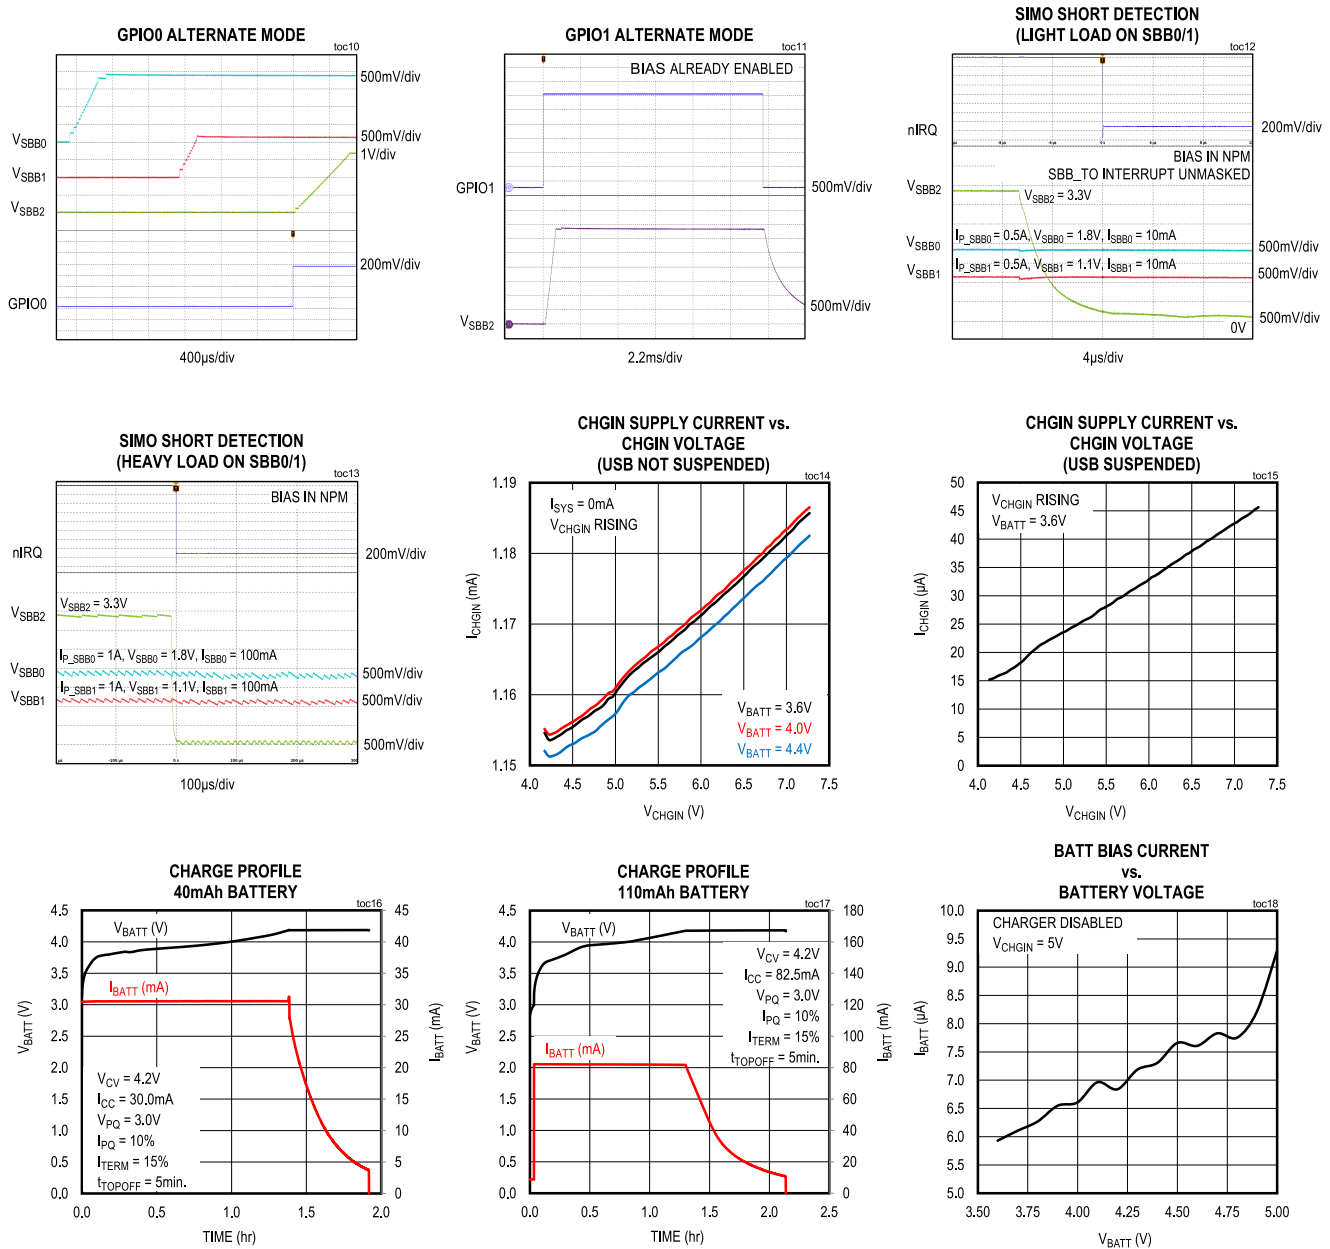 GPIO0 ALTERNATE MODE
toc10
500mV/div
VSBB0
500mV/div
1V/div
VSBB1
VSBB2
200mV/div
GPIO0
400µs/div
GPIO1 ALTERNATE MODE
toc11
BIAS ALREADY ENABLED
GPIO1
500mV/div
500mV/div
VSBB2
2.2ms/div
SIMO SHORT DETECTION
(LIGHT LOAD ON SBB0/1)
toc12
nIRQ
200mV/div
BIAS IN NPM
SBB_TO INTERRUPT UNMASKED
VSBB2
VSBB2 = 3.3V
IP_SBB0 = 0.5A, VSBB0 = 1.8V, ISBB0 = 10mA
VSBB0
500mV/div
IP_SBB1 = 0.5A, VSBB1 = 1.1V, ISBB1 = 10mA
VSBB1
500mV/div
500mV/div
0V
4µs/div
SIMO SHORT DETECTION
(HEAVY LOAD ON SBB0/1)
toc13
BIAS IN NPM
nIRQ
200mV/div
VSBB2 = 3.3V
VSBB2
IP_SBB0 = 1A, VSBB0 = 1.8V, ISBB0 = 100mA
VSBB0
500mV/div
IP_SBB1 = 1A, VSBB1 = 1.1V, ISBB1 = 100mA
VSBB1
500mV/div
500mV/div
100µs/div
CHGIN SUPPLY CURRENT vs.
CHGIN VOLTAGE
(USB NOT SUSPENDED)
toc14
1.19
1.18
1.17
1.16
1.15
ICHGIN (mA)
ISYS = 0mA
VCHGIN RISING
VBATT = 3.6V
VBATT = 4.0V
VBATT = 4.4V
4.0 4.5 5.0 5.5 6.0 6.5 7.0 7.5
VCHGIN (V)
CHGIN SUPPLY CURRENT vs.
CHGIN VOLTAGE
(USB SUSPENDED)
toc15
50
45
40
35
30
25
20
15
10
5
0
ICHGIN (µA)
VCHGIN RISING
VBATT = 3.6V
4.0 4.5 5.0 5.5 6.0 6.5 7.0 7.5
VCHGIN (V)
CHARGE PROFILE
40mAh BATTERY
toc16
4.5
4.0
3.5
3.0
2.5
2.0
1.5
1.0
0.5
0.0
VBATT (V)
VBATT (V)
IBATT (mA)
VCV = 4.2V
ICC = 30.0mA
VPQ = 3.0V
IPQ = 10%
ITERM = 15%
tTOPOFF = 5min.
45
40
35
30
25
20
15
10
5
0
IBATT (mA)
0.0 0.5 1.0 1.5 2.0
TIME (hr)
CHARGE PROFILE
110mAh BATTERY
toc17
4.5
4.0
3.5
3.0
2.5
2.0
1.5
1.0
0.5
0.0
VBATT (V)
VBATT (V)
IBATT (mA)
VCV = 4.2V
ICC = 82.5mA
VPQ = 3.0V
IPQ = 10%
ITERM = 15%
tTOPOFF = 5min.
180
160
140
120
100
80
60
40
20
0
IBATT (mA)
0.0 0.5 1.0 1.5 2.0 2.5
TIME (hr)
BATT BIAS CURRENT
vs.
BATTERY VOLTAGE
toc18
10.0
9.5
9.0
8.5
8.0
7.5
7.0
6.5
6.0
5.5
5.0
IBATT (µA)
CHARGER DISABLED
VCHGIN = 5V
3.50 3.75 4.00 4.25 4.50 4.75 5.00
VBATT (V)